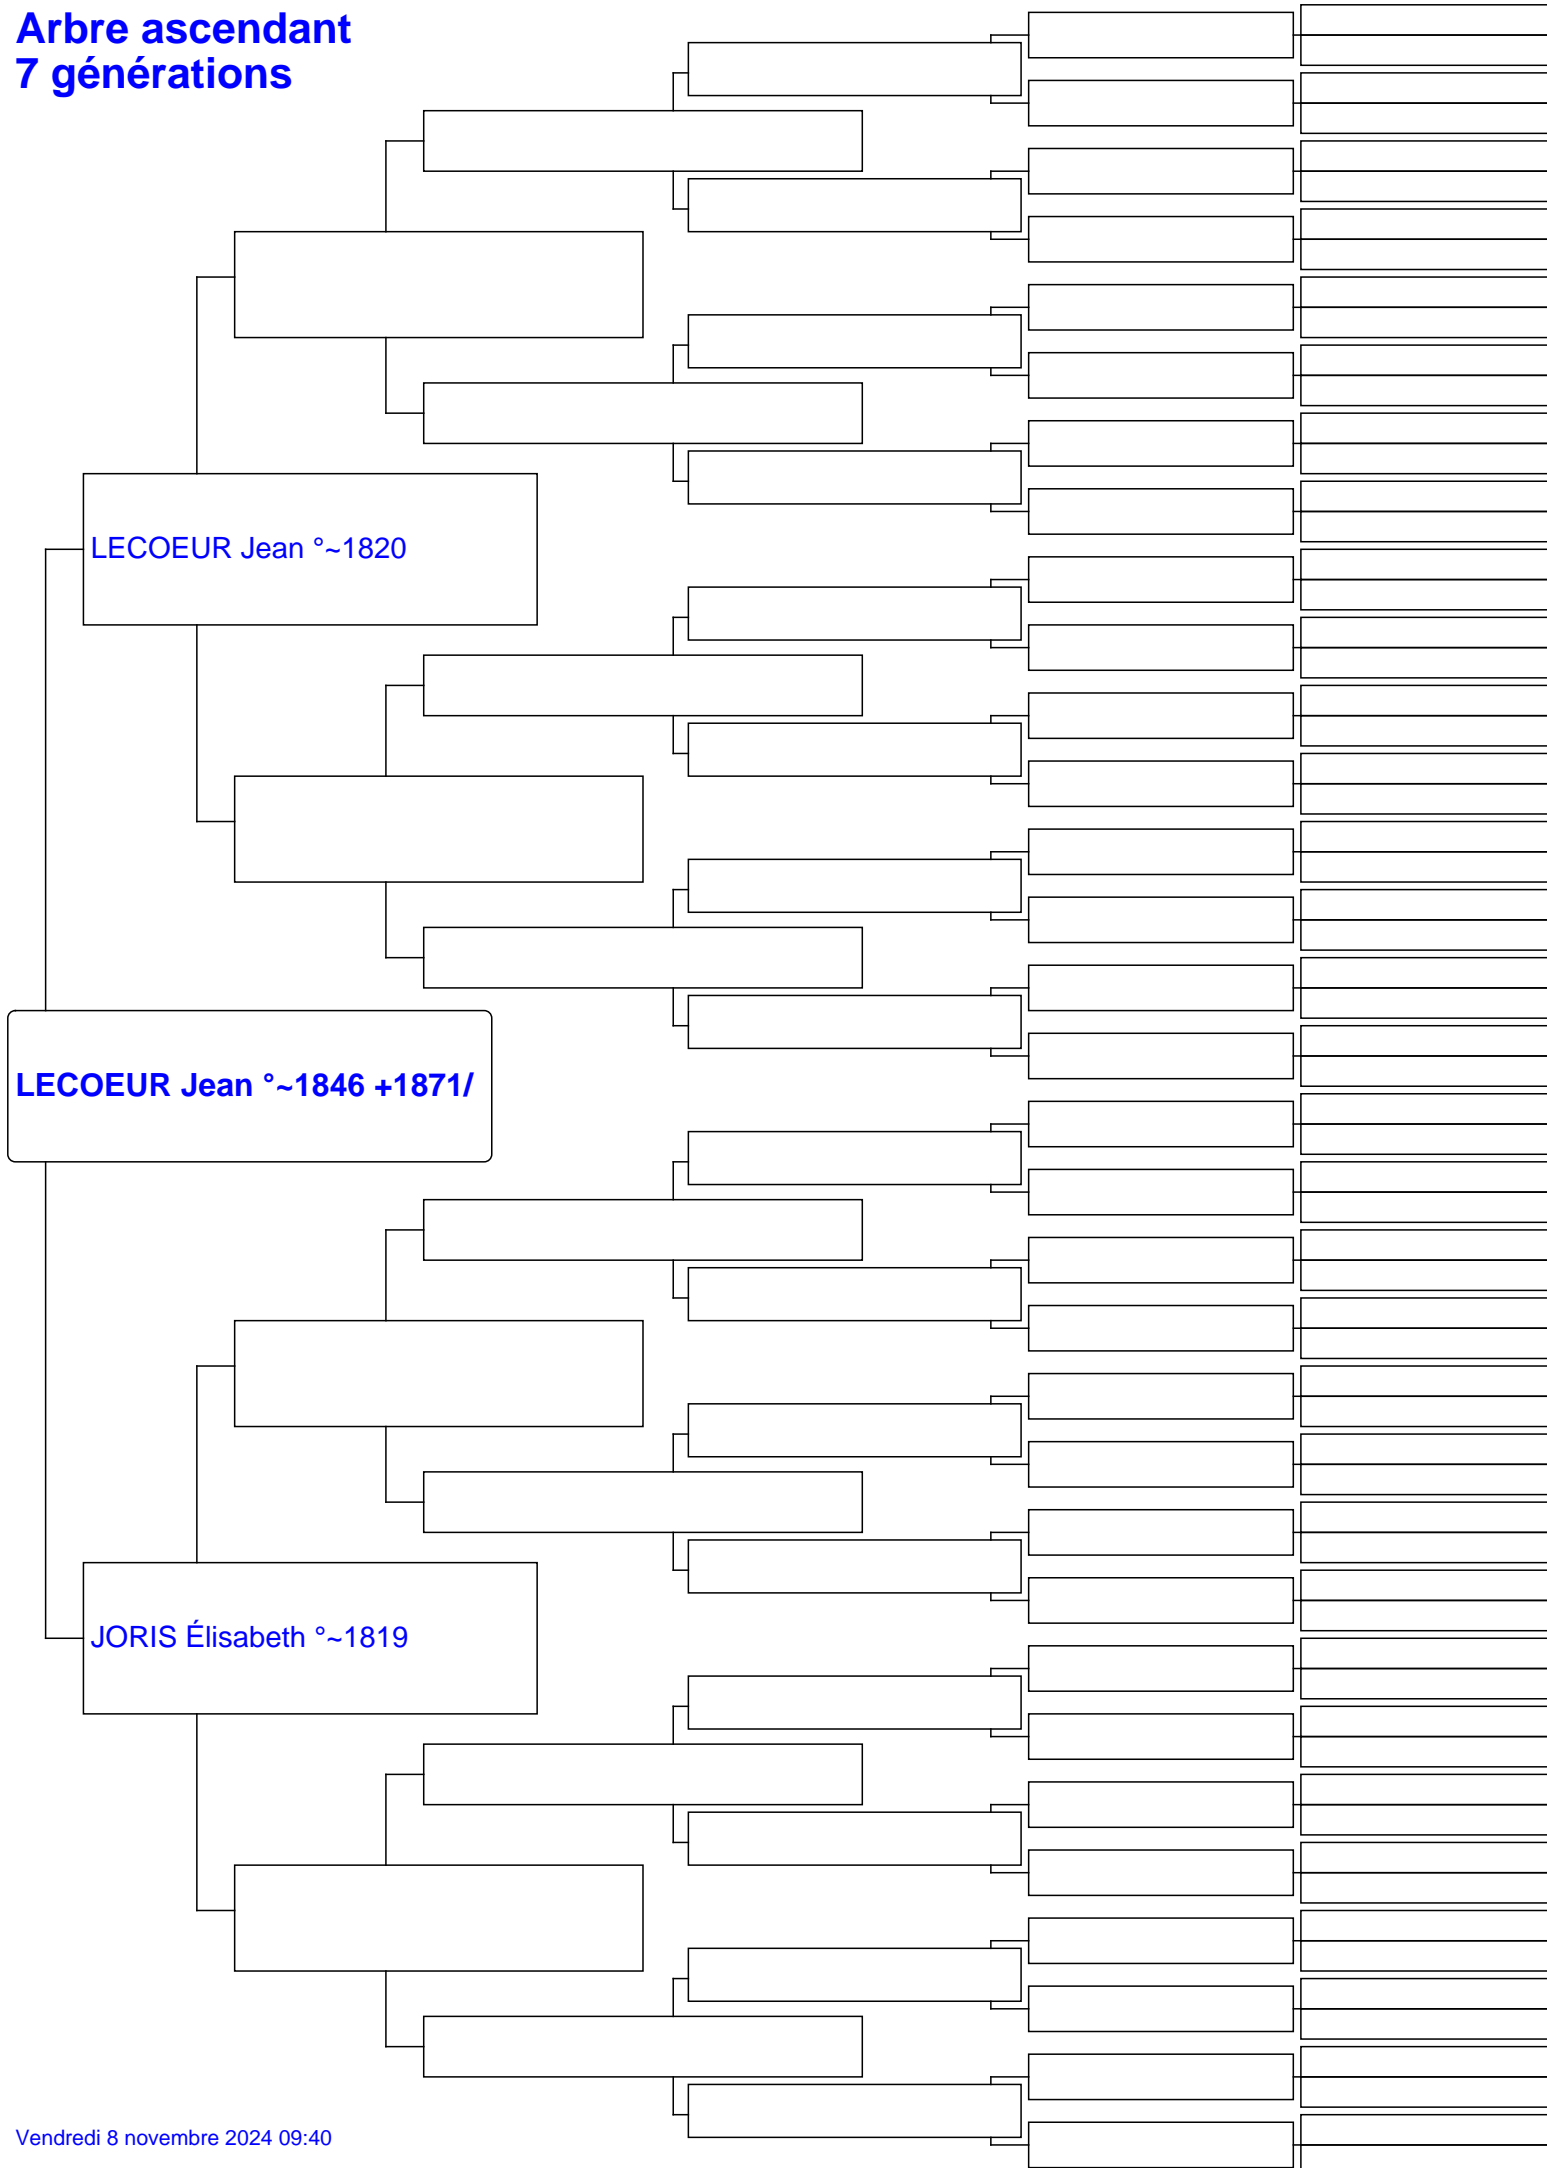 Arbre ascendant
7 générations
LECOEUR Jean °~1820
LECOEUR Jean °~1846 +1871/
JORIS Élisabeth °~1819
Vendredi 8 novembre 2024 09:40